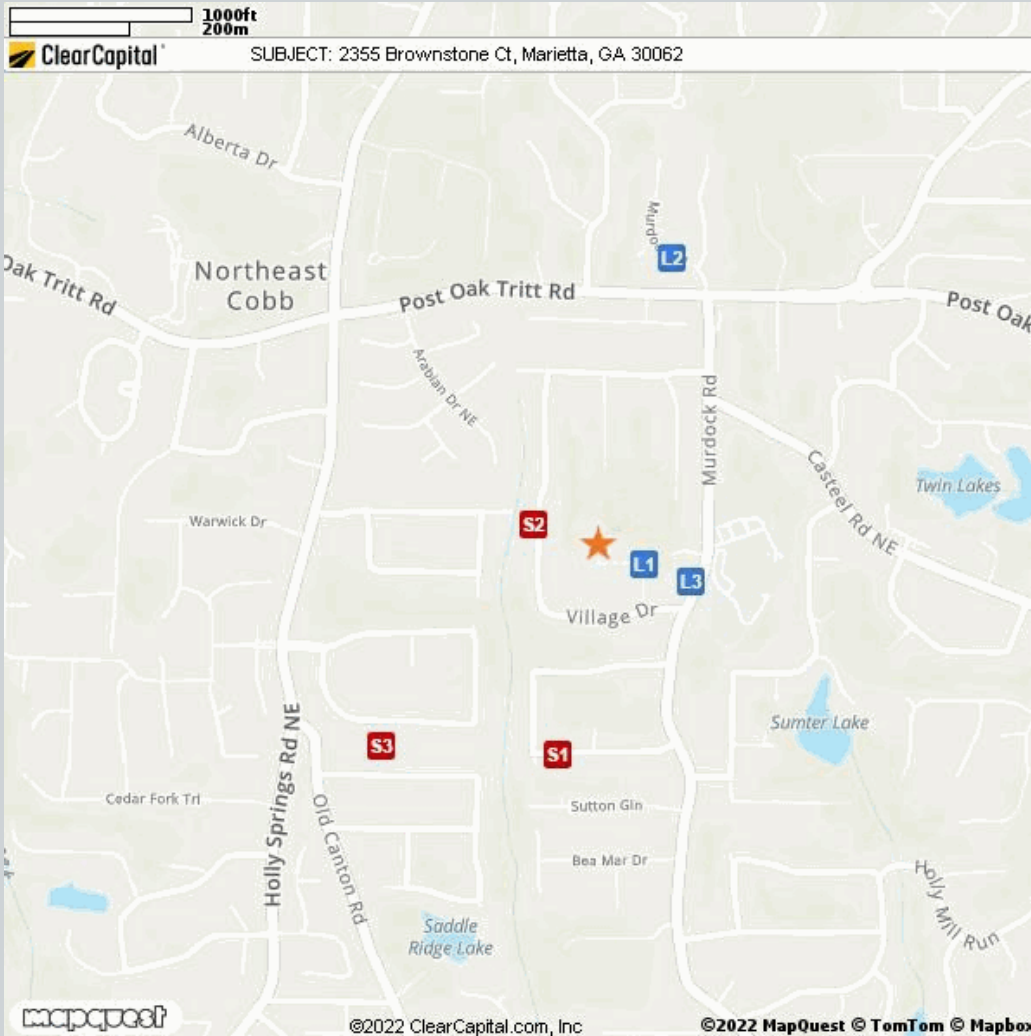 1000ft
200m
ClearCapital
SUBJECT: 2355 Brownstone Ct, Marietta, GA 30062
Alberta Dr
Murdo
L2
Oak Tritt Rd
Northeast
Cobb
Post Oak Tritt Rd
Post Oak
Arabian Dr NE
Murdock Rd
Casteel Rd NE
Twin Lakes
Warwick Dr
S2
L1
L3
Village Dr
Holly Springs Rd NE
S3
S1
Sumter Lake
Cedar Fork Trl
Old Canton Rd
Sutton Gln
Bea Mar Dr
Holly Mill Run
Saddle
Ridge Lake
mapquest
©2022 ClearCapital.com, Inc
©2022 MapQuest © TomTom © Mapbox